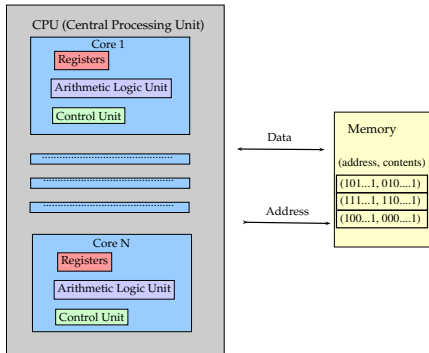 CPU (Central Processing Unit)
Core 1
Registers
Arithmetic Logic Unit
Control Unit
Core N
Registers
Arithmetic Logic Unit
Control Unit
Data
Address
Memory
(address, contents)
(101...1, 010....1)
(111...1, 110....1)
(100...1, 000....1)